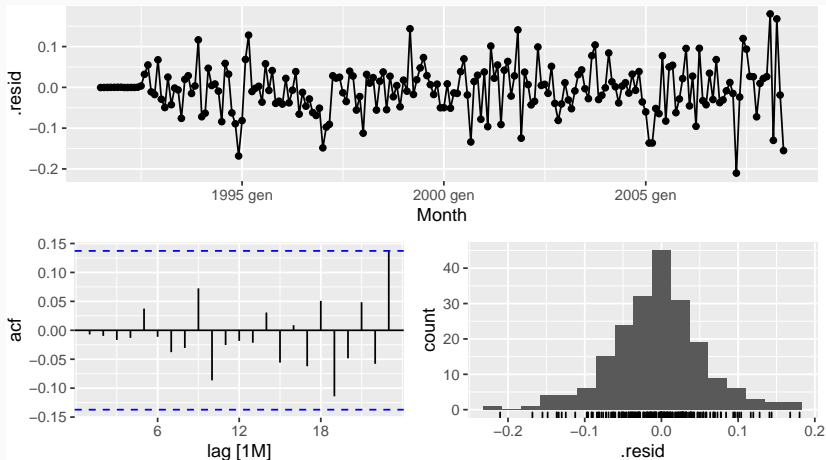 0.1
0.0
−0.1
−0.2
.resid
1995 gen
2000 gen
2005 gen
Month
0.15
0.10
0.05
0.00
−0.05
−0.10
−0.15
acf
6
12
18
lag [1M]
40
30
20
10
0
count
−0.2
−0.1
0.0
0.1
0.2
.resid